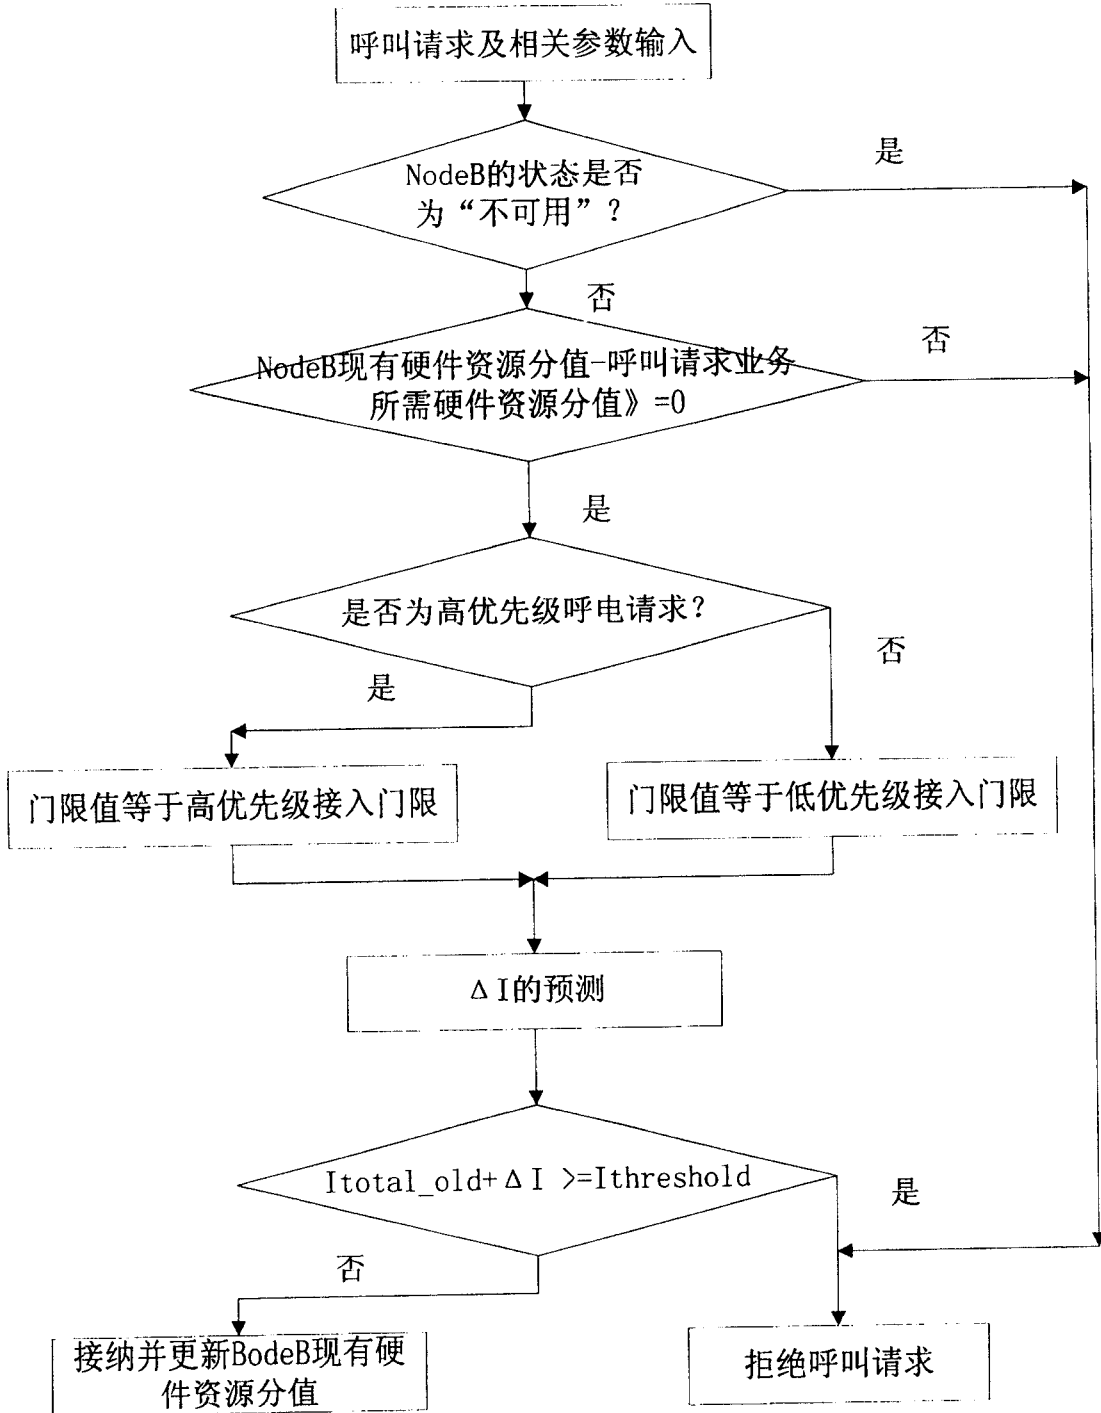 呼叫请求及相关参数输入
NodeB的状态是否
为“不可用”？
是
否
NodeB现有硬件资源分值-呼叫请求业务
所需硬件资源分值》=0
否
是
是否为高优先级呼电请求？
是
否
门限值等于高优先级接入门限
门限值等于低优先级接入门限
ΔI的预测
Itotal_old+ΔI >=Ithreshold
是
否
接纳并更新BodeB现有硬
件资源分值
拒绝呼叫请求